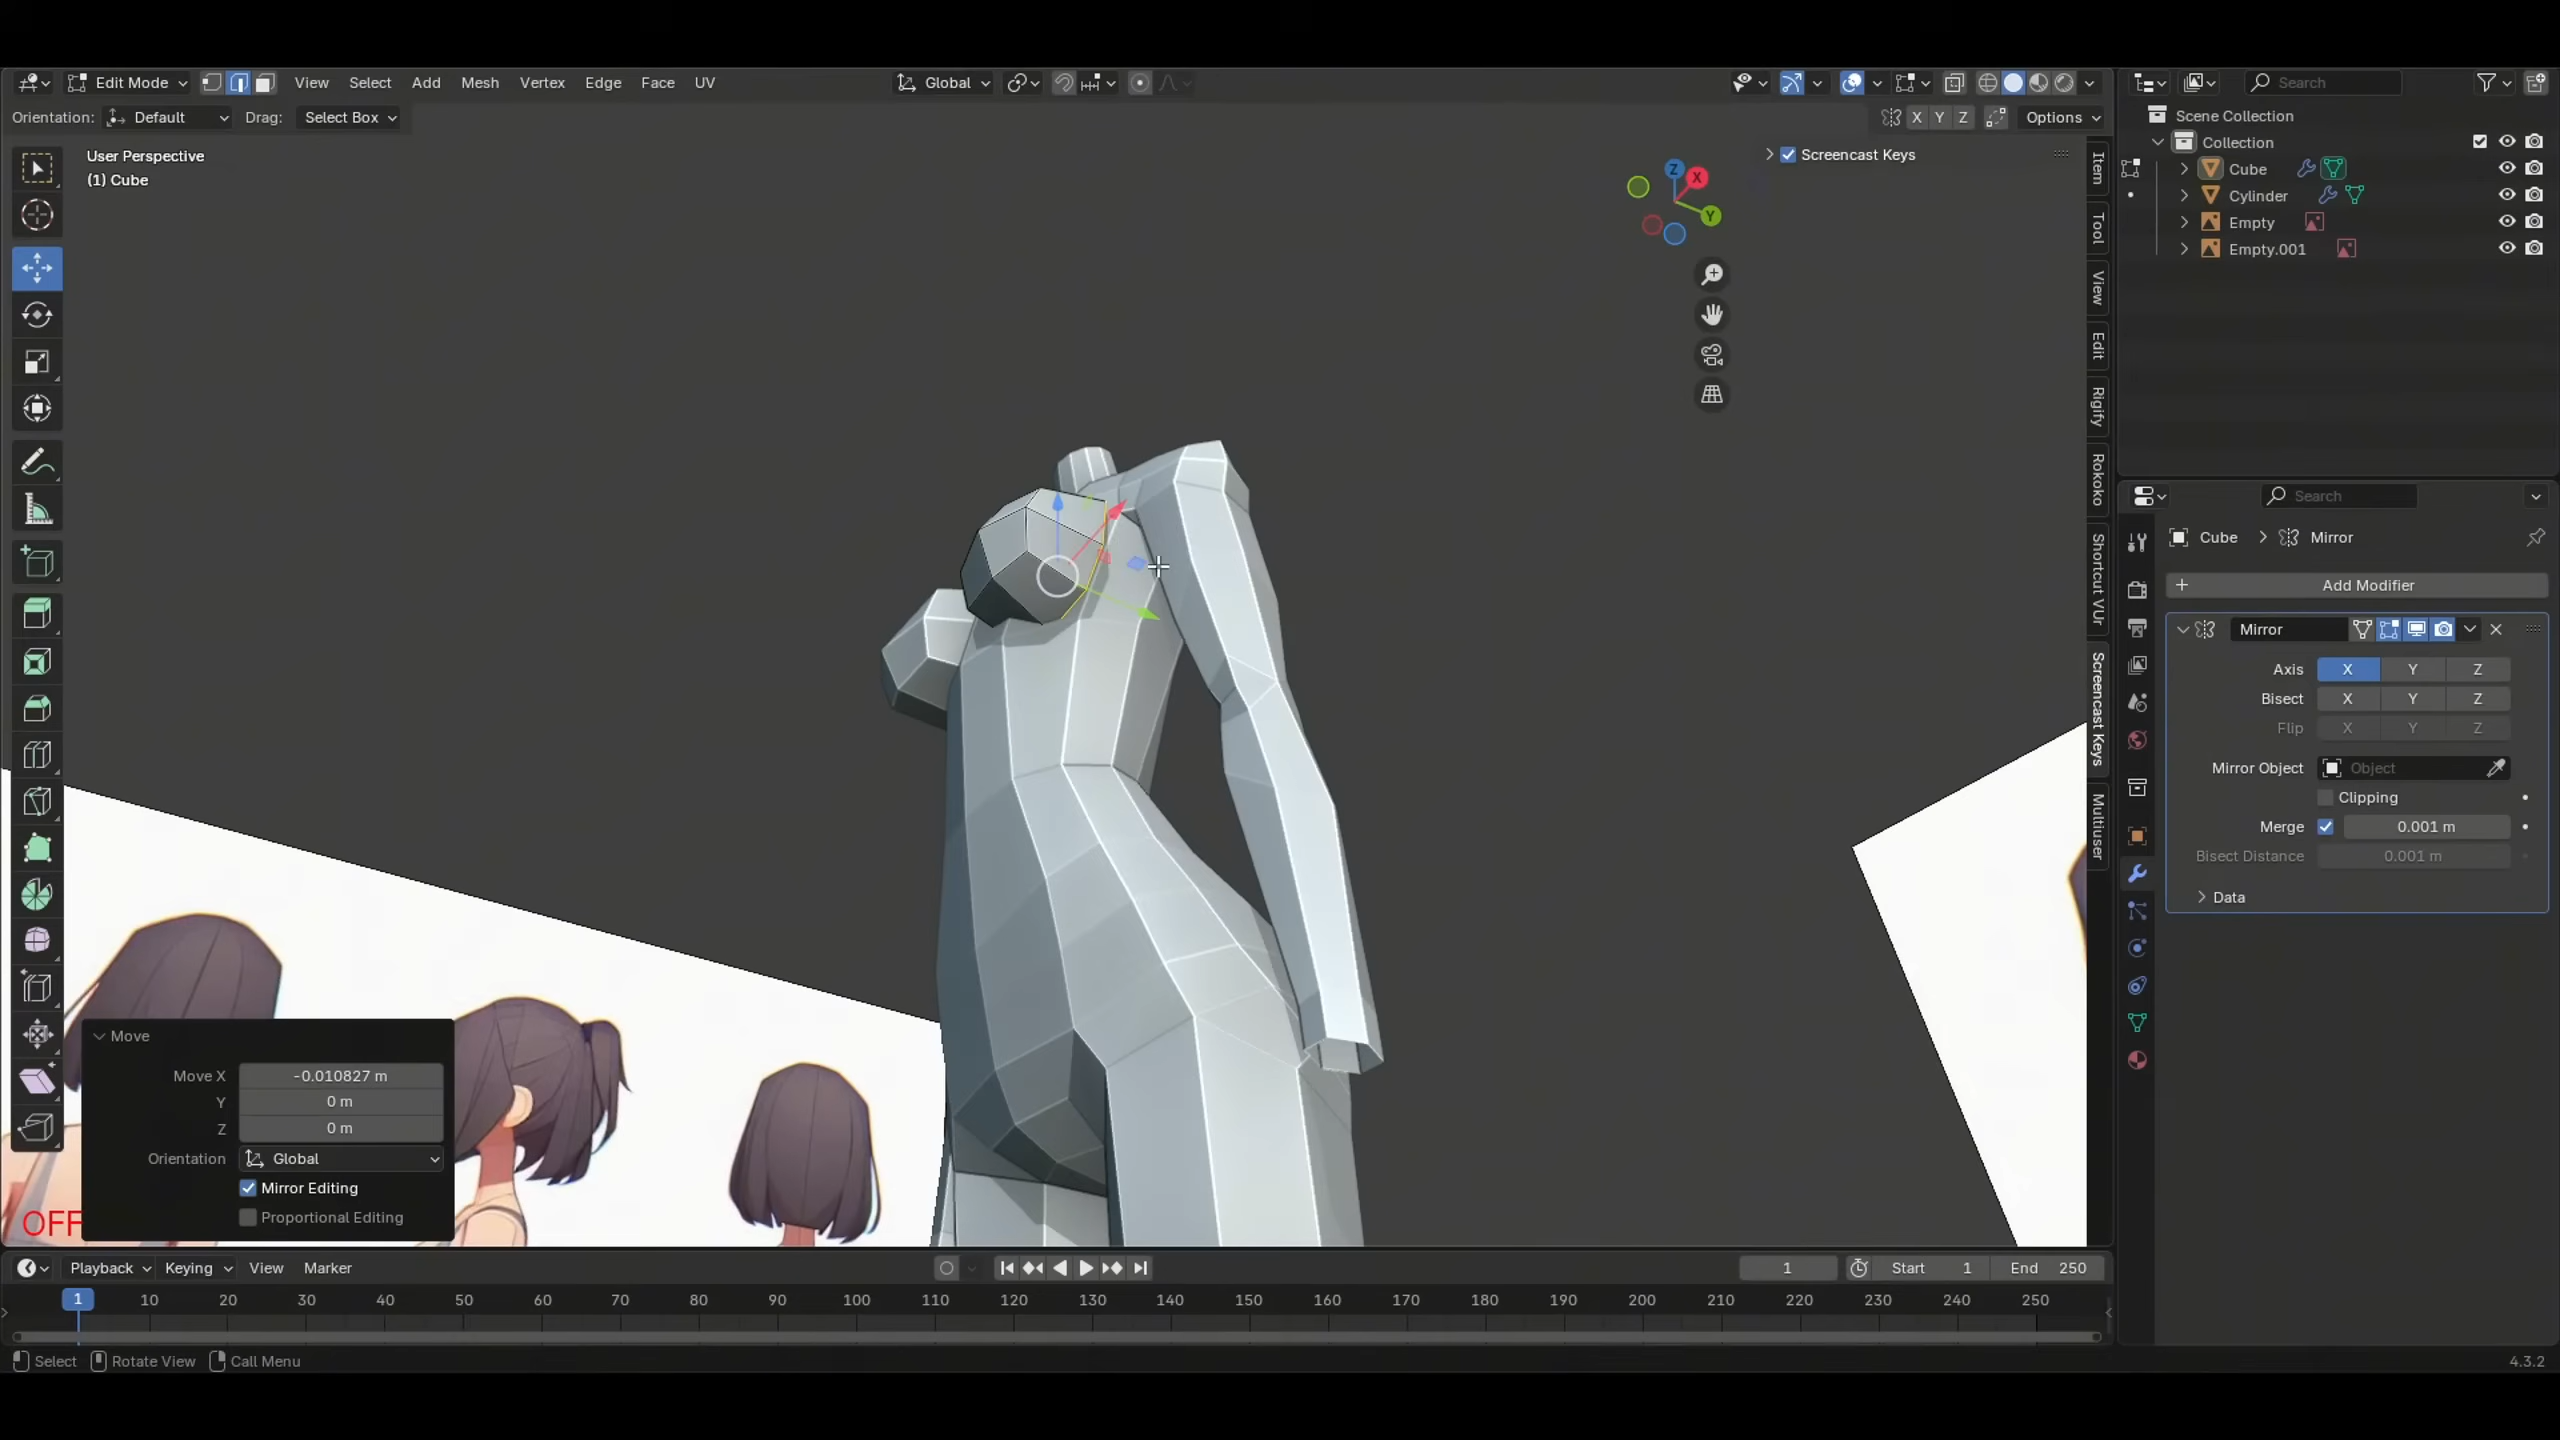 Edit Mode View Select Add Mesh Vertex Edge Face UV Global
Search
Orientation: Default Drag: Select Box X Y Z Options
Scene Collection
Collection
Cube
Cylinder
Empty
Empty.001
User Perspective
(1) Cube
Screencast Keys
Z
X
Y
Item
Tool
View
Edit
Rigify
Rokoko
Shortcut VUr
Screencast Keys
Multiuser
Search
Cube > Mirror
Add Modifier
Mirror
Axis X Y Z
Bisect X Y Z
Flip X Y Z
Mirror Object Object
Clipping
Merge 0.001 m
Bisect Distance 0.001 m
Data
Move
Move X -0.010827 m
Y 0 m
Z 0 m
Orientation Global
Mirror Editing
Proportional Editing
OFF
Playback Keying View Marker 1 Start 1 End 250
1 10 20 30 40 50 60 70 80 90 100 110 120 130 140 150 160 170 180 190 200 210 220 230 240 250
Select Rotate View Call Menu 4.3.2